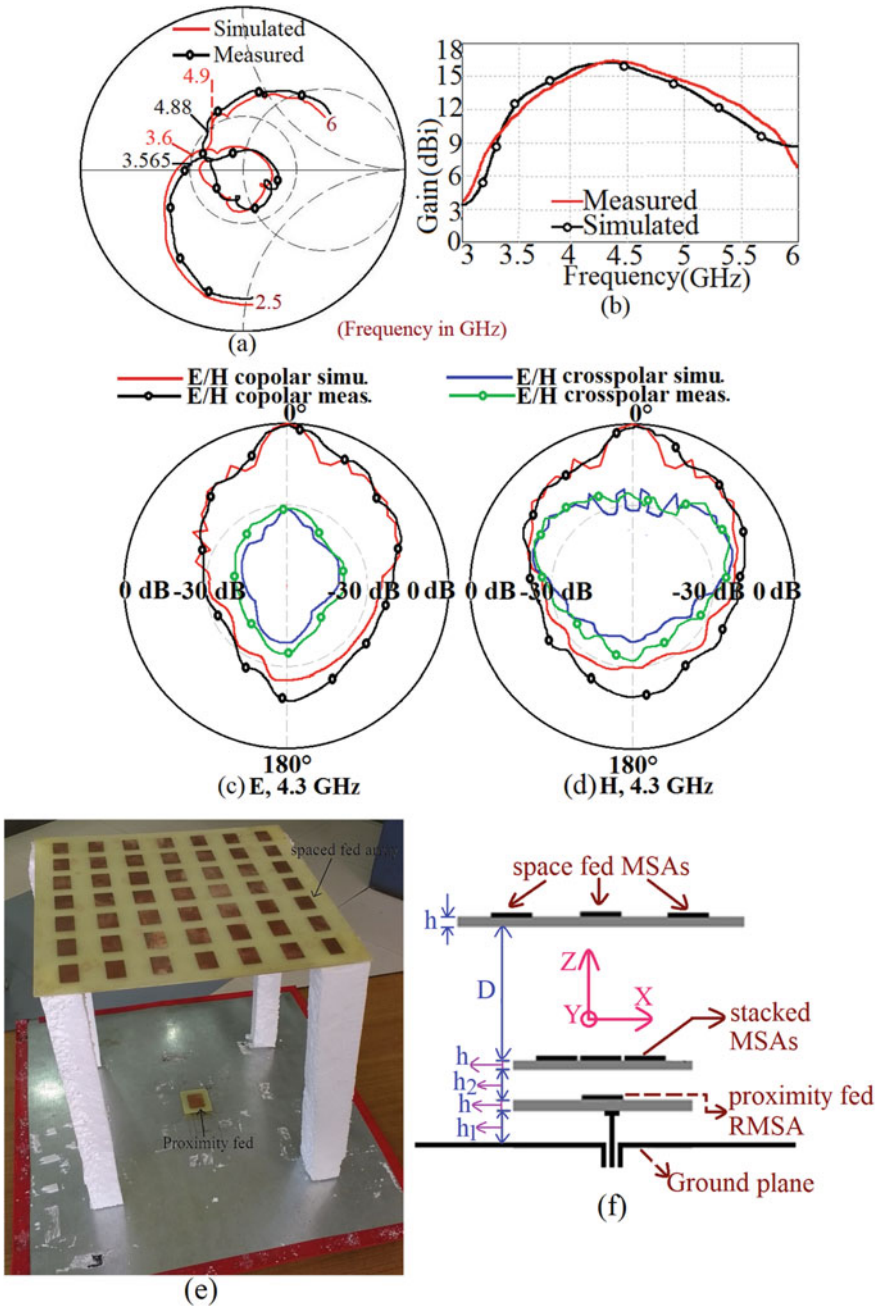 Simulated
Measured
4.9
4.88
3.6
3.565
6
2.5
(a)
(Frequency in GHz)
18
15
12
9
6
3
0
Gain(dBi)
Measured
Simulated
3 3.5 4 4.5 5 5.5 6
Frequency(GHz)
(b)
E/H copolar simu.
E/H copolar meas.
E/H crosspolar simu.
E/H crosspolar meas.
0°
0 dB -30 dB -30 dB 0 dB
180°
(c) E, 4.3 GHz
0°
0 dB -30 dB -30 dB 0 dB
180°
(d) H, 4.3 GHz
spaced fed array
Proximity fed
(e)
space fed MSAs
h
D
Z
X
Y
stacked
MSAs
h
h2
h
h1
proximity fed
RMSA
Ground plane
(f)